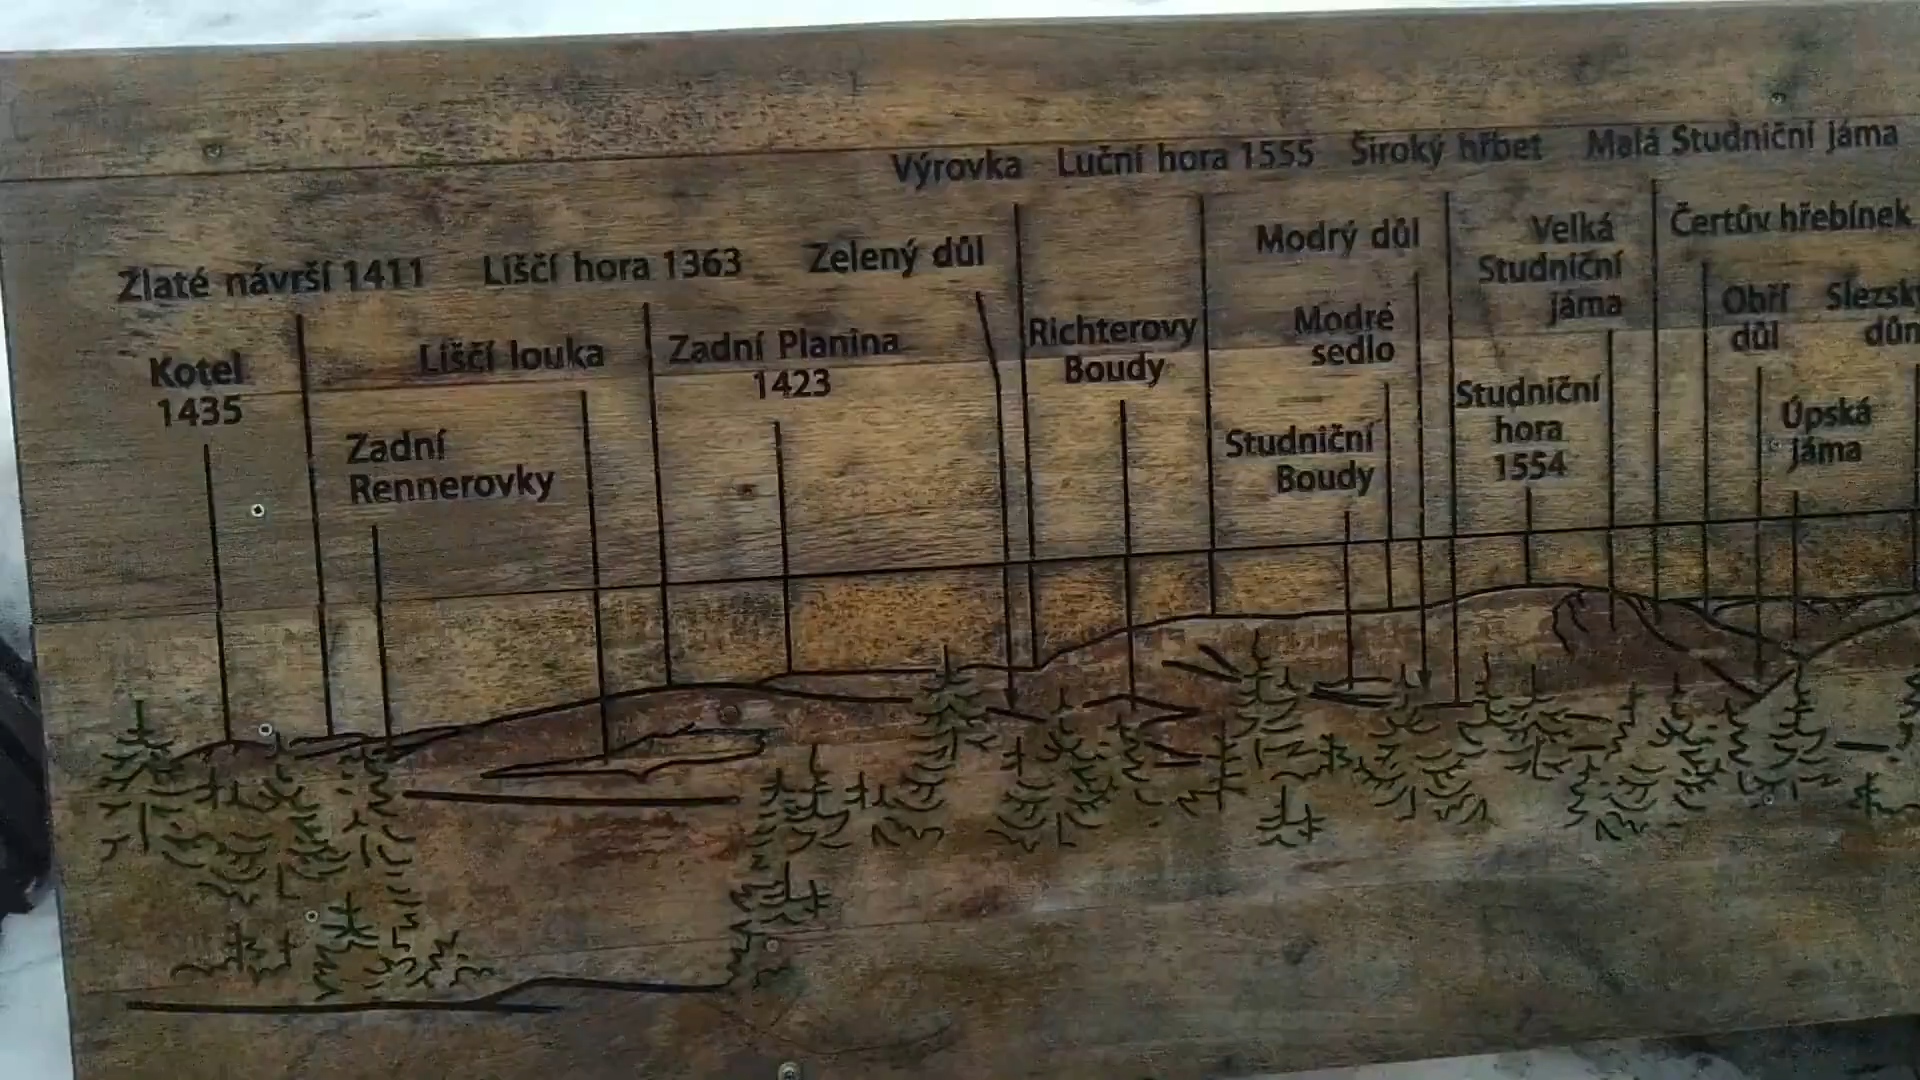 Výrovka Luční hora 1555 Široký hřbet Malá Studniční jáma
Zlaté návrší 1411 Liščí hora 1363 Zelený důl Modrý důl Velká Studniční jáma Čertův hřebínek
Kotel 1435
Liščí louka
Zadní Planina
1423
Richterovy
Boudy
Modré
sedlo
Obří
důl
Zadní
Rennerovky
Studniční
Boudy
Studniční
hora
1554
Úpská
jáma